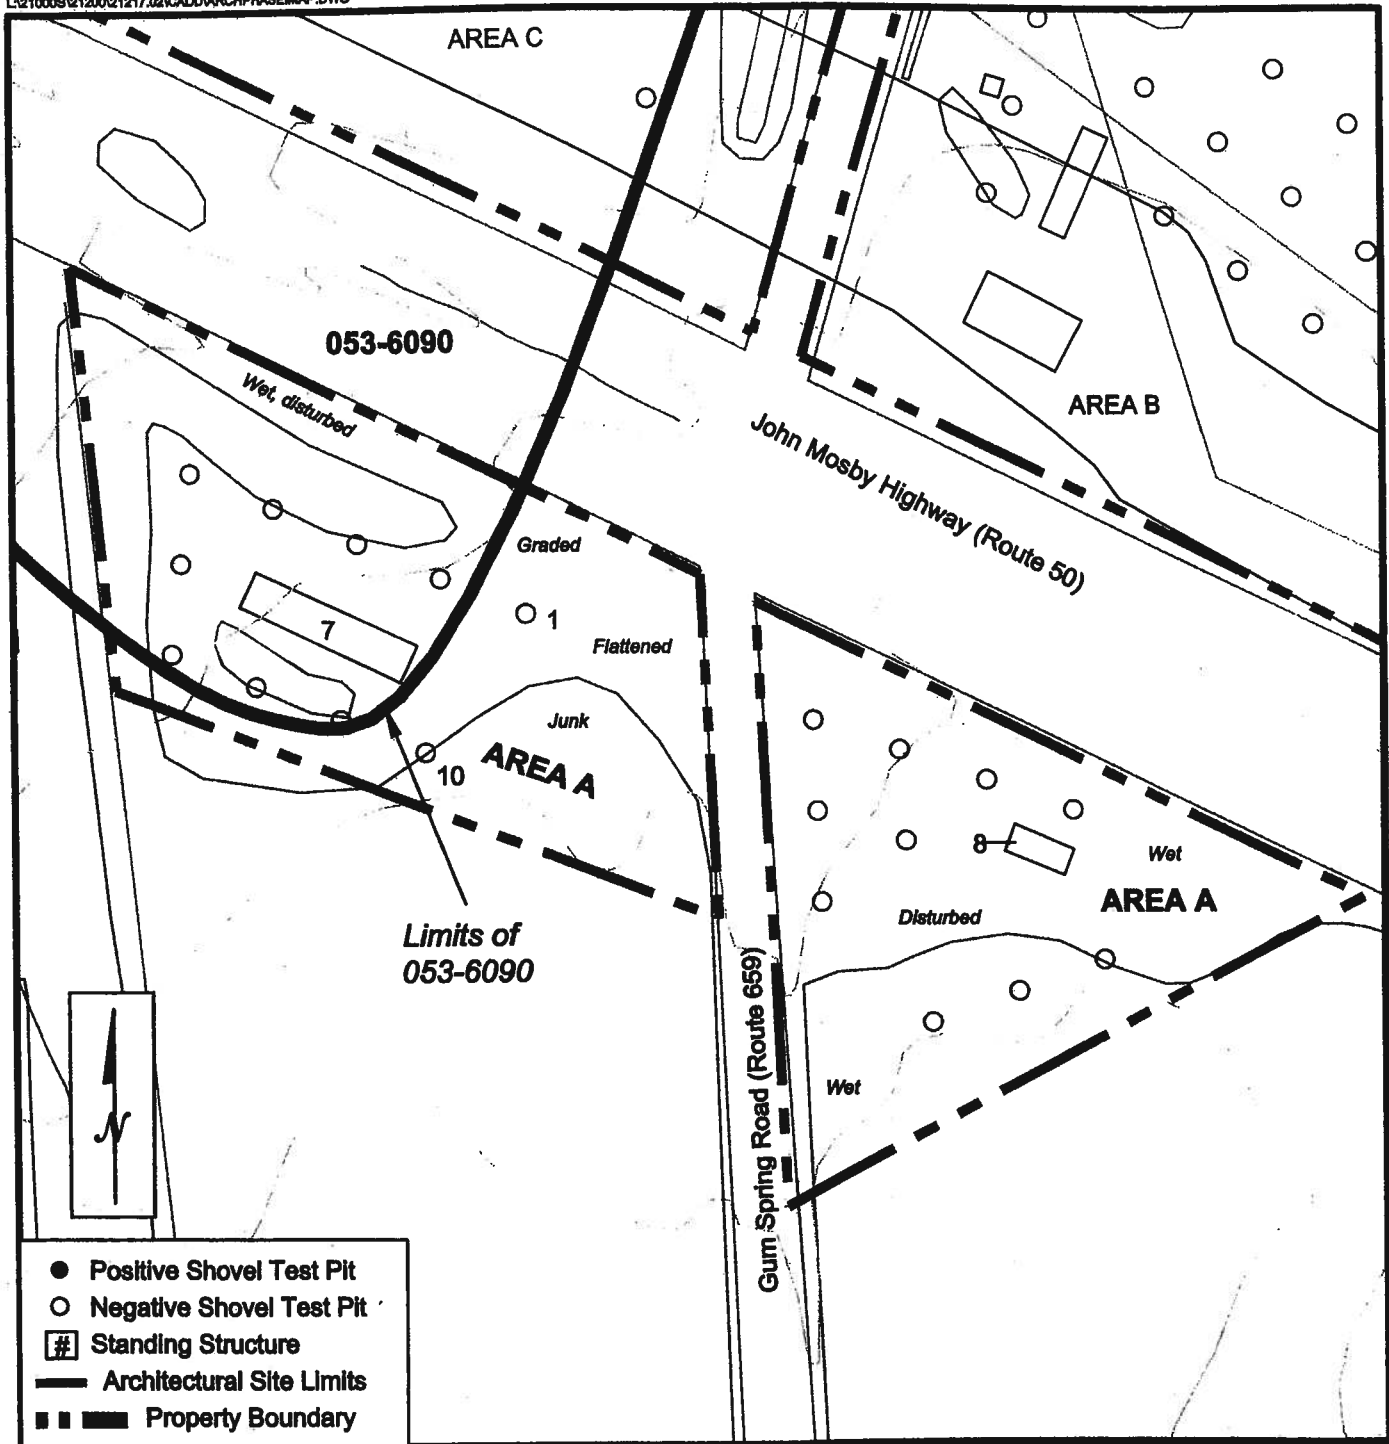 AREA C
053-6090
Wet, disturbed
AREA B
John Mosby Highway (Route 50)
Graded
1
Flattened
7
Junk
AREA A
10
8
Wet
AREA A
Disturbed
Limits of
053-6090
Gum Spring Road (Route 659)
Wet
N
Positive Shovel Test Pit
Negative Shovel Test Pit
# Standing Structure
Architectural Site Limits
Property Boundary